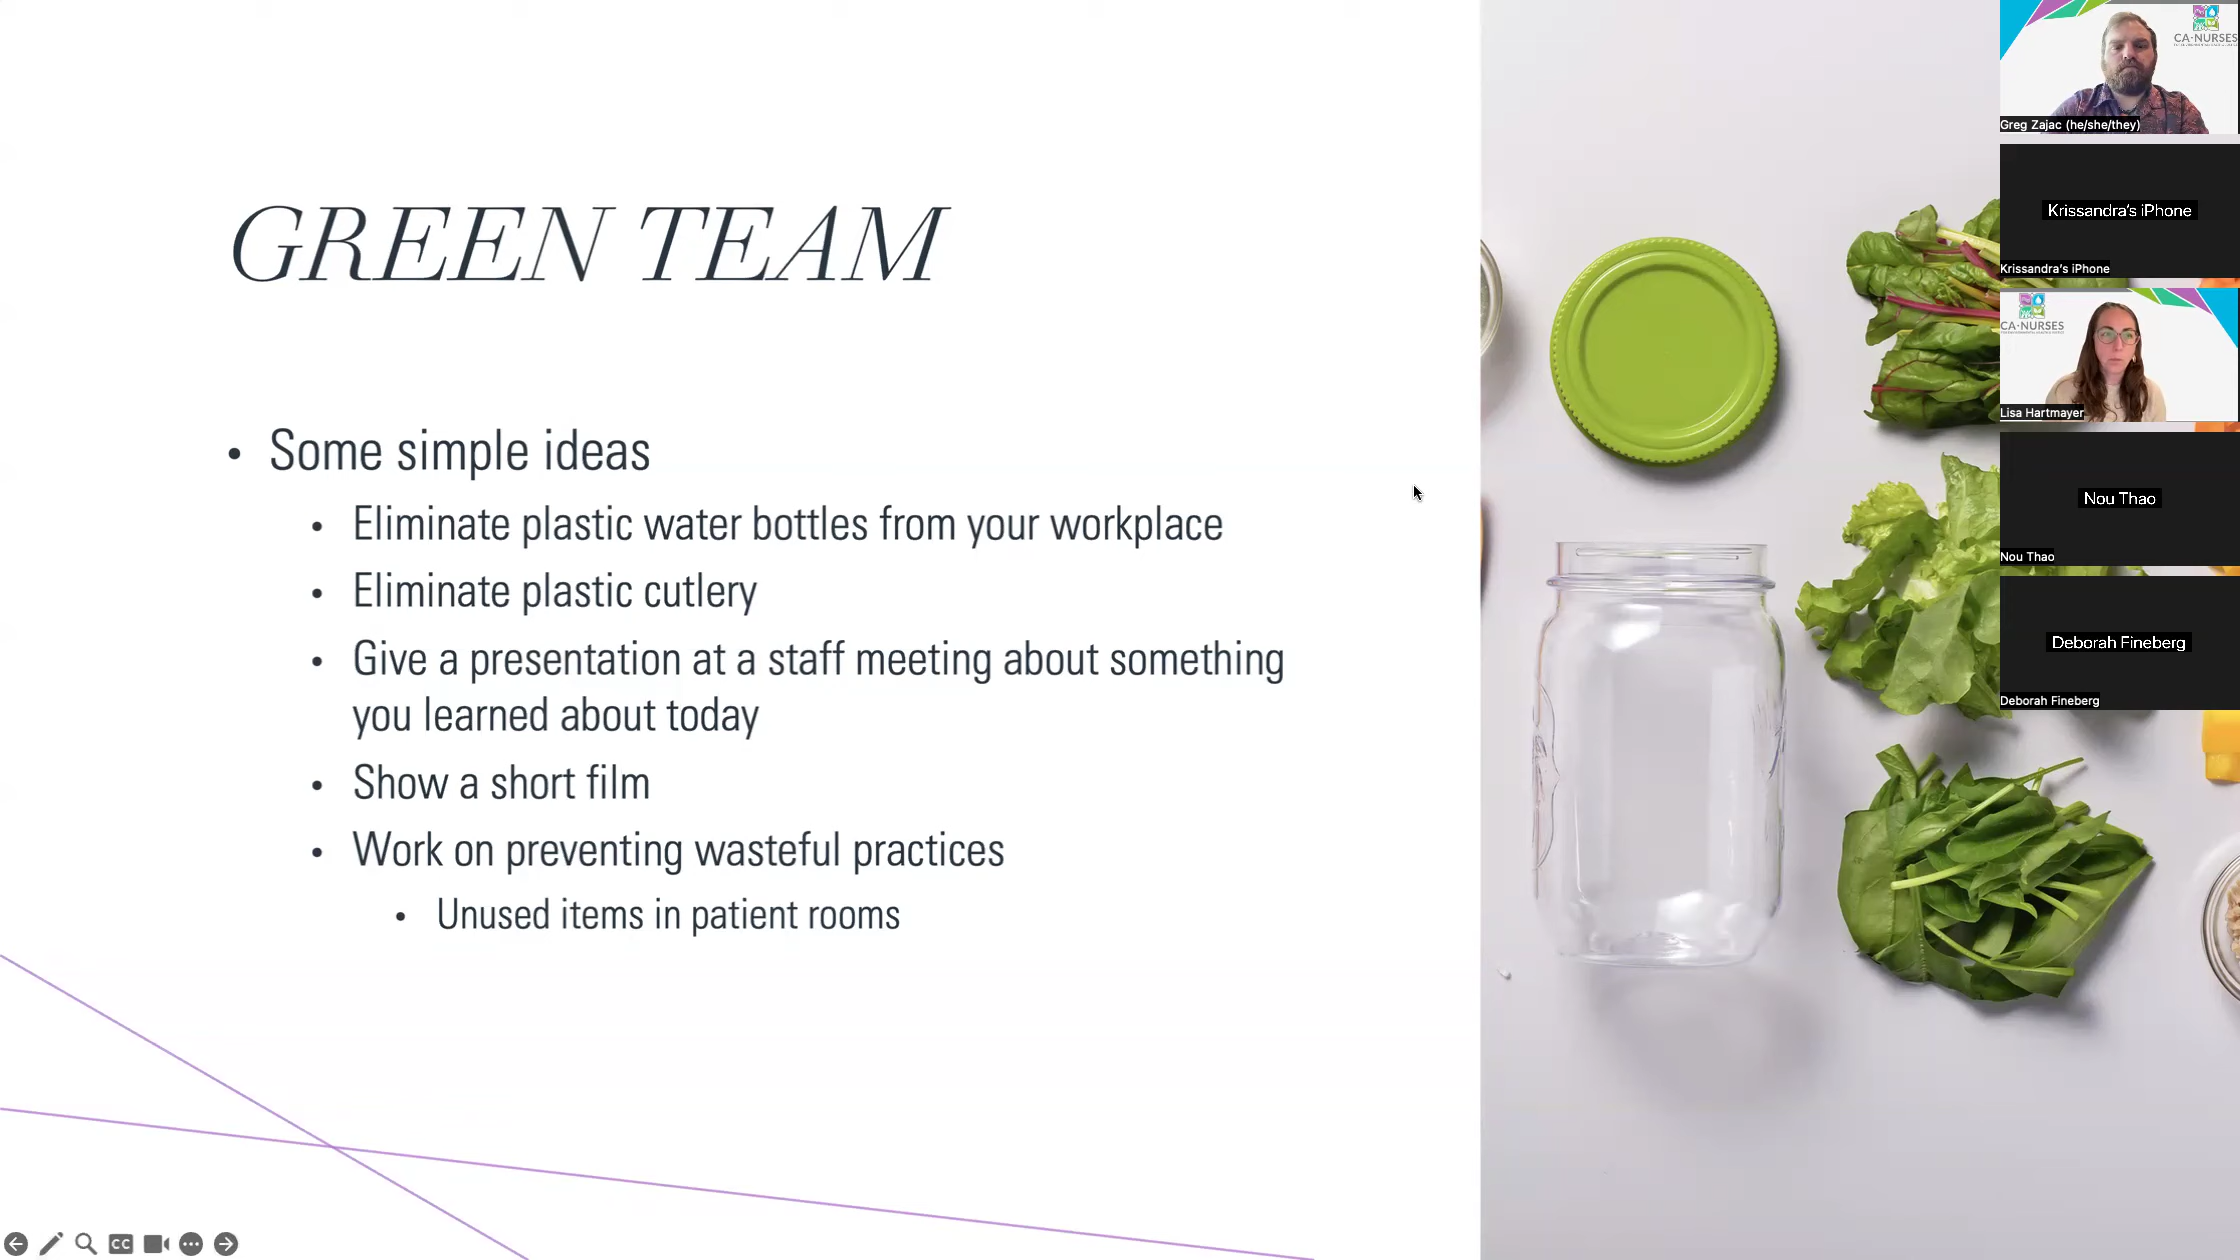 GREEN TEAM
• Some simple ideas
• Eliminate plastic water bottles from your workplace
• Eliminate plastic cutlery
• Give a presentation at a staff meeting about something
you learned about today
• Show a short film
• Work on preventing wasteful practices
• Unused items in patient rooms
CC
CA·NURSES
Greg Zajac (he/she/they)
Krissandra's iPhone
Krissandra's iPhone
CA·NURSES
Lisa Hartmayer
Nou Thao
Nou Thao
Deborah Fineberg
Deborah Fineberg